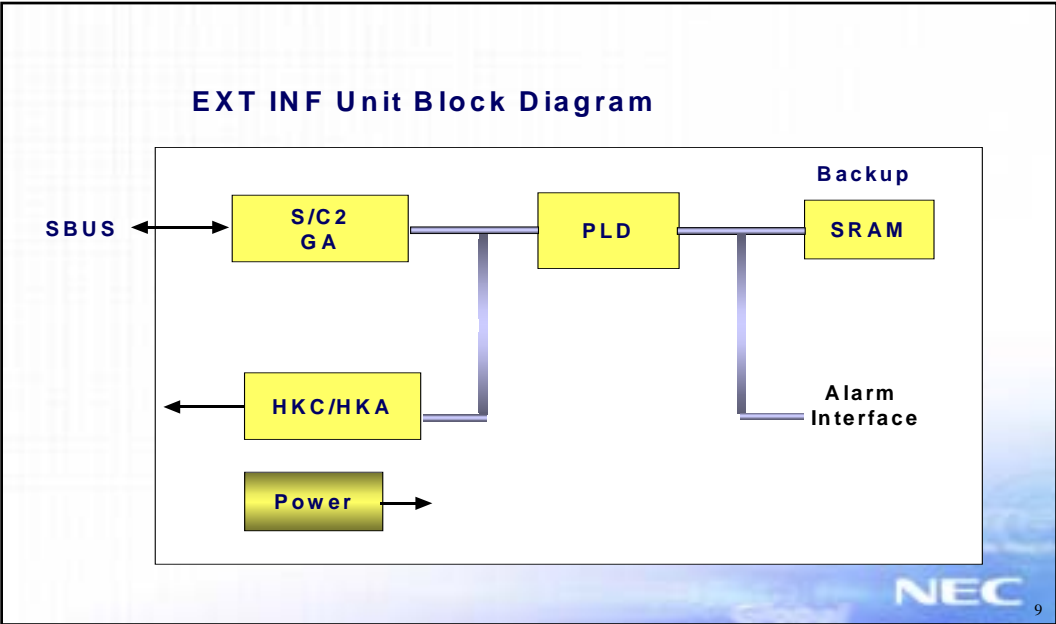 EXT INF Unit Block Diagram
Backup
SBUS
S/C2
GA
PLD
SRAM
HKC/HKA
Alarm
Interface
Power
NEC
9